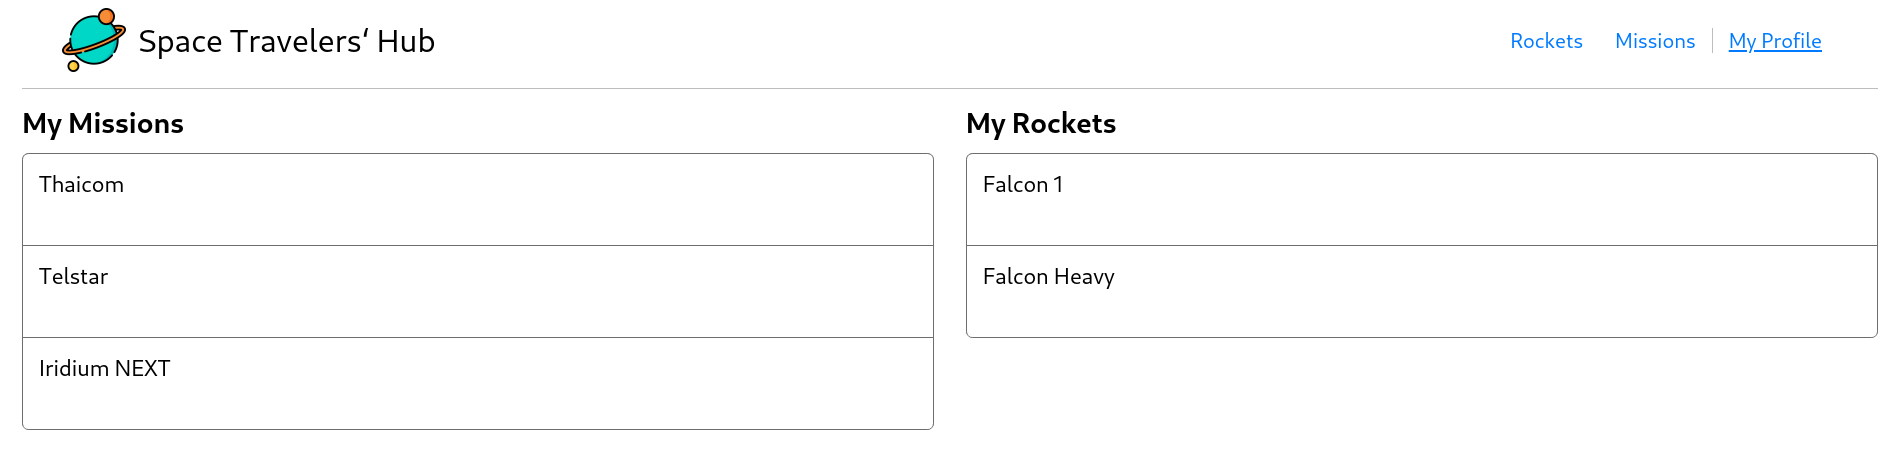 Space Travelers‘ Hub
Rockets Missions My Profile
My Missions
Thaicom
Telstar
Iridium NEXT
My Rockets
Falcon 1
Falcon Heavy